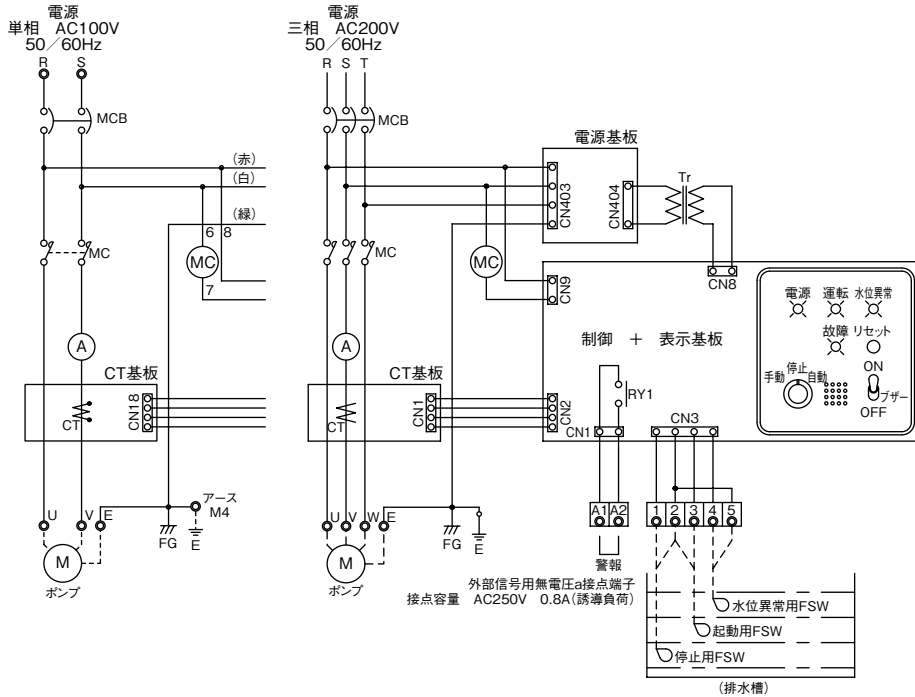 電源
単相　AC100V
50／60Hz
R　S
MCB
(赤)
(白)
(緑)
6　8
MC
7
MC
A
CT基板
CT
CN18
U　V　E
アース
M4
FG
E
M
ポンプ
電源
三相　AC200V
50／60Hz
R　S　T
MCB
MC
MC
A
CT基板
CT
CN1
U　V　W　E
FG
E
M
ポンプ
電源基板
CN403
CN404
Tr
CN8
CN9
CN2
制御　＋　表示基板
RY1
CN1
CN3
電源　運転　水位異常
故障　リセット
手動　停止　自動
ON
ブザー
OFF
A1　A2
1　2　3　4　5
警報
外部信号用無電圧a接点端子
接点容量　AC250V　0.8A(誘導負荷)
水位異常用FSW
起動用FSW
停止用FSW
(排水槽)